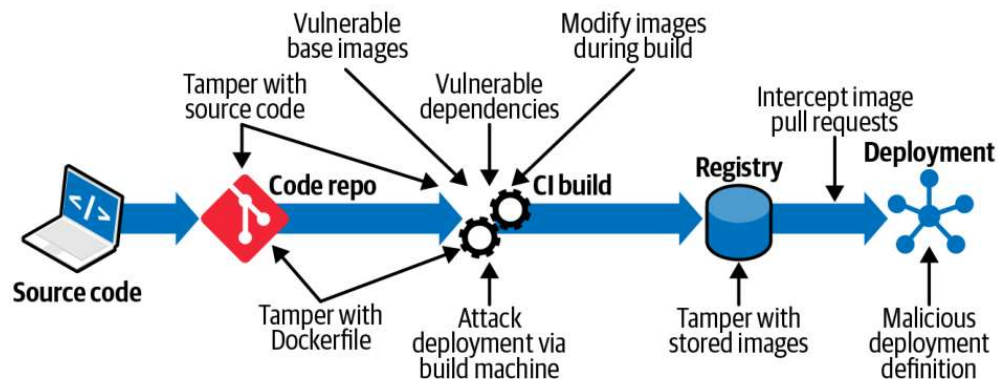 Vulnerable
base images
Modify images
during build
Tamper with
source code
Vulnerable
dependencies
Intercept image
pull requests
</>
Code repo
CI build
Registry
Deployment
Source code
Tamper with
Dockerfile
Attack
deployment via
build machine
Tamper with
stored images
Malicious
deployment
definition